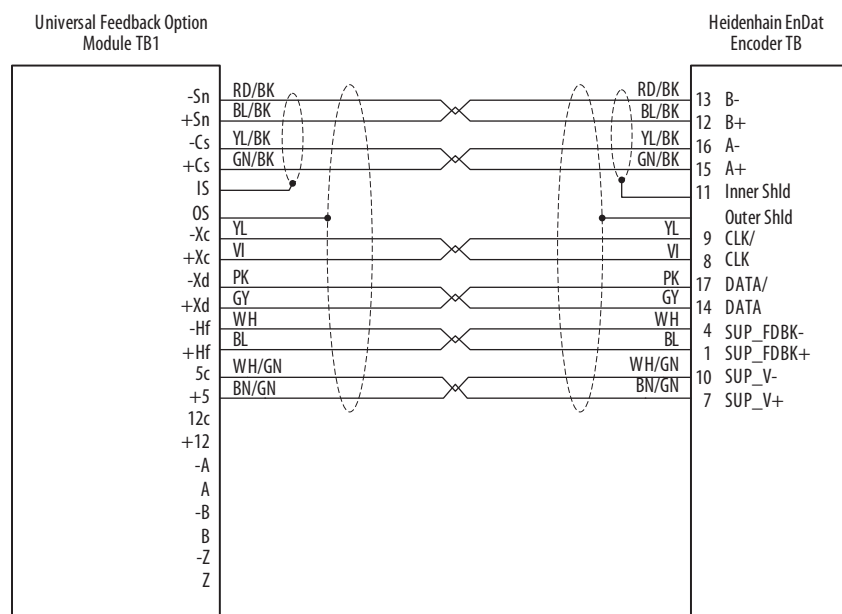 Universal Feedback Option
Module TB1
Heidenhain EnDat
Encoder TB
-Sn RD/BK RD/BK 13 B-
+Sn BL/BK BL/BK 12 B+
-Cs YL/BK YL/BK 16 A-
+Cs GN/BK GN/BK 15 A+
IS 11 Inner Shld
OS Outer Shld
-Xc YL YL 9 CLK/
+Xc VI VI 8 CLK
-Xd PK PK 17 DATA/
+Xd GY GY 14 DATA
-Hf WH WH 4 SUP_FDBK-
+Hf BL BL 1 SUP_FDBK+
5c WH/GN WH/GN 10 SUP_V-
+5 BN/GN BN/GN 7 SUP_V+
12c
+12
-A
A
-B
B
-Z
Z